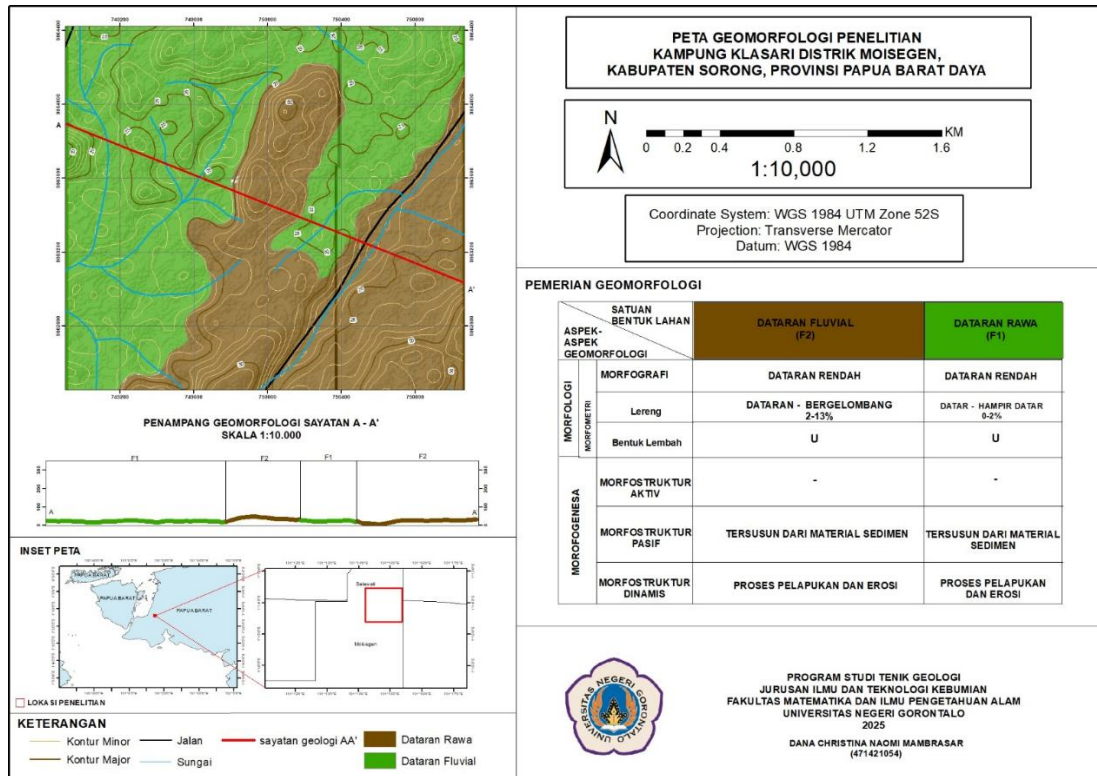 PETA GEOMORFOLOGI PENELITIAN
KAMPUNG KLASARI DISTRIK MOISEGEN,
KABUPATEN SORONG, PROVINSI PAPUA BARAT DAYA
N
0 0.2 0.4 0.8 1.2 1.6 KM
1:10,000
Coordinate System: WGS 1984 UTM Zone 52S
Projection: Transverse Mercator
Datum: WGS 1984
A
A'
PENAMPANG GEOMORFOLOGI SAYATAN A - A'
SKALA 1:10.000
F1 F2 F1 F2
A A'
PEMERIAN GEOMORFOLOGI
SATUAN
BENTUK LAHAN
ASPEK-
ASPEK
GEOMORFOLOGI
DATARAN FLUVIAL
(F2)
DATARAN RAWA
(F1)
MORFOLOGI
MORFOGRAFI
DATARAN RENDAH
DATARAN RENDAH
MORFOMETRI
Lereng
DATARAN - BERGELOMBANG
2-13%
DATAR - HAMPIR DATAR
0-2%
Bentuk Lembah
U
U
MOROFOGENESA
MORFOSTRUKTUR
AKTIV
-
-
MORFOSTRUKTUR
PASIF
TERSUSUN DARI MATERIAL SEDIMEN
TERSUSUN DARI MATERIAL
SEDIMEN
MORFOSTRUKTUR
DINAMIS
PROSES PELAPUKAN DAN EROSI
PROSES PELAPUKAN
DAN EROSI
INSET PETA
PAPUA BARAT
PAPUA BARAT
PAPUA BARAT
LOKASI PENELITIAN
KETERANGAN
Kontur Minor
Kontur Major
Jalan
Sungai
sayatan geologi AA'
Dataran Rawa
Dataran Fluvial
UNIVERSITAS NEGERI GORONTALO
PROGRAM STUDI TENIK GEOLOGI
JURUSAN ILMU DAN TEKNOLOGI KEBUMIAN
FAKULTAS MATEMATIKA DAN ILMU PENGETAHUAN ALAM
UNIVERSITAS NEGERI GORONTALO
2025
DANA CHRISTINA NAOMI MAMBRASAR
(471421054)